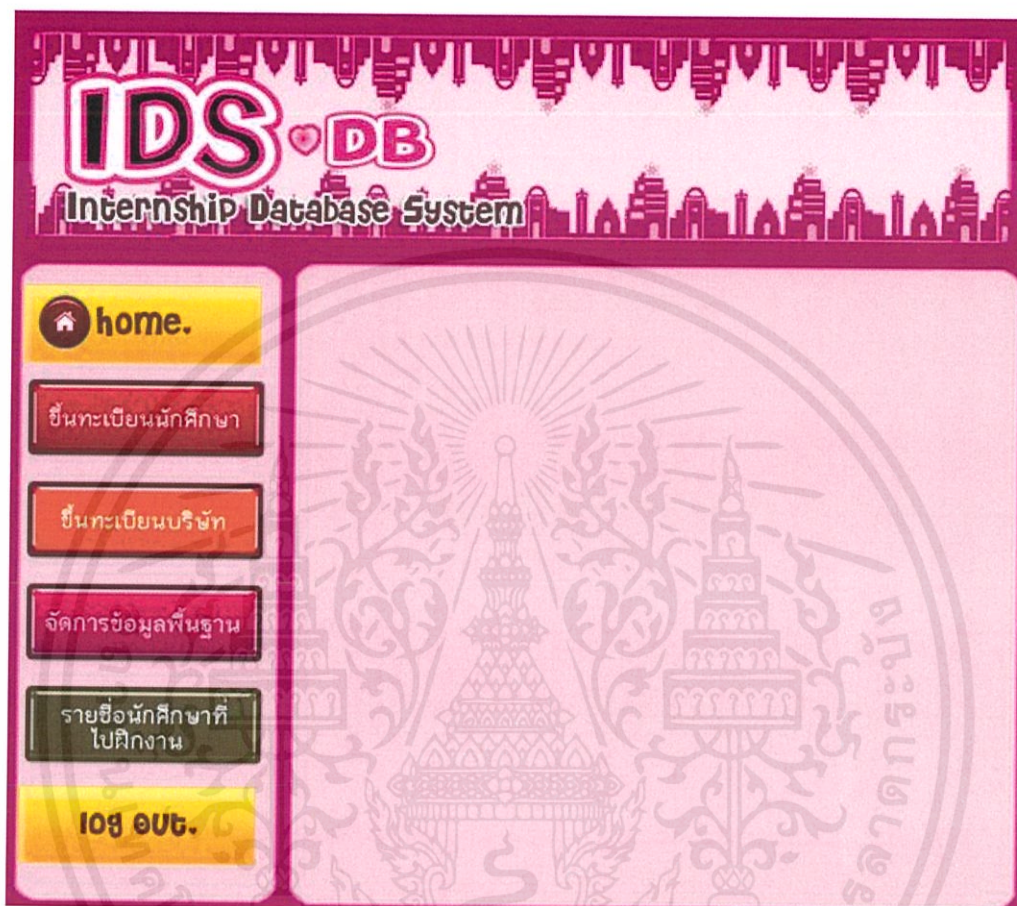 IDS DB
Internship Database System
home.
ขึ้นทะเบียนนักศึกษา
ขึ้นทะเบียนบริษัท
จัดการข้อมูลพื้นฐาน
รายชื่อนักศึกษาที่
ไปฝึกงาน
log out.